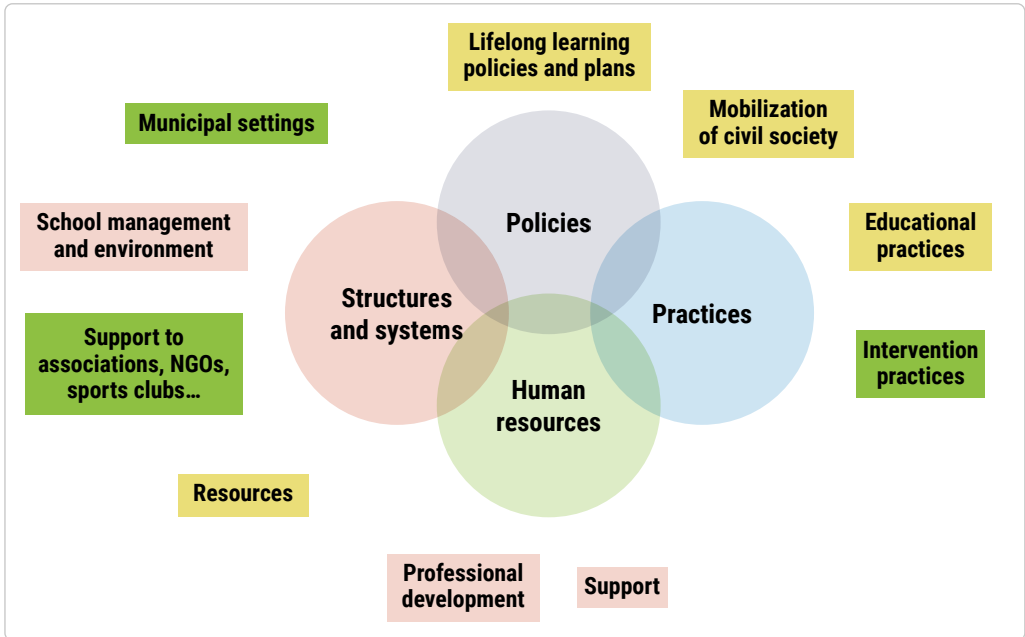 Lifelong learning
policies and plans
Mobilization
of civil society
Municipal settings
School management
and environment
Policies
Educational
practices
Structures
and systems
Practices
Support to
associations, NGOs,
sports clubs…
Intervention
practices
Human
resources
Resources
Professional
development
Support